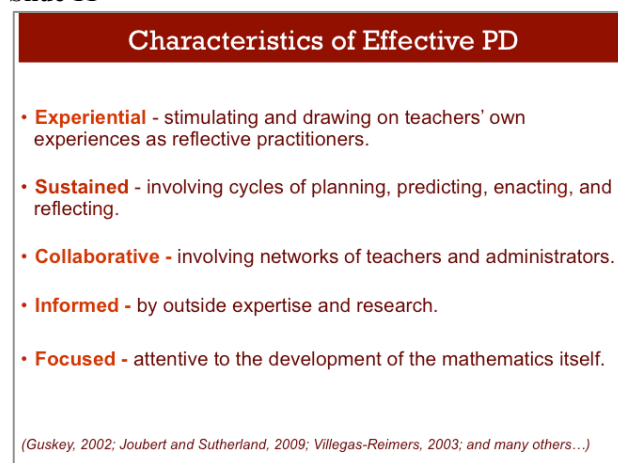 Characteristics of Effective PD
• Experiential - stimulating and drawing on teachers’ own
experiences as reflective practitioners.
• Sustained - involving cycles of planning, predicting, enacting, and
reflecting.
• Collaborative - involving networks of teachers and administrators.
• Informed - by outside expertise and research.
• Focused - attentive to the development of the mathematics itself.
(Guskey, 2002; Joubert and Sutherland, 2009; Villegas-Reimers, 2003; and many others…)